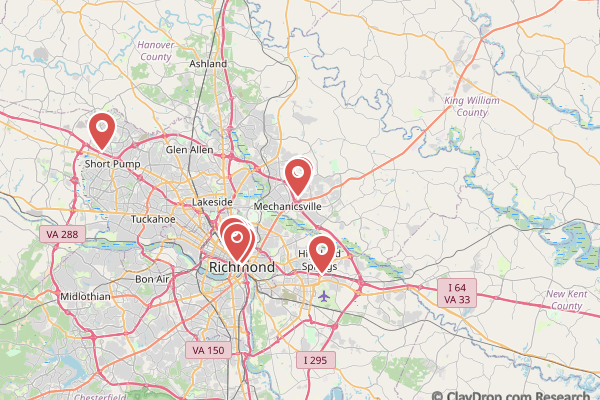 Hanover
County
Ashland
King William
County
Glen Allen
Short Pump
Lakeside
Mechanicsville
Tuckahoe
VA 288
Richmond
Springs
Bon Air
I 64
VA 33
New Kent
County
Midlothian
VA 150
I 295
Chesterfield
© ClayDrop.com Research